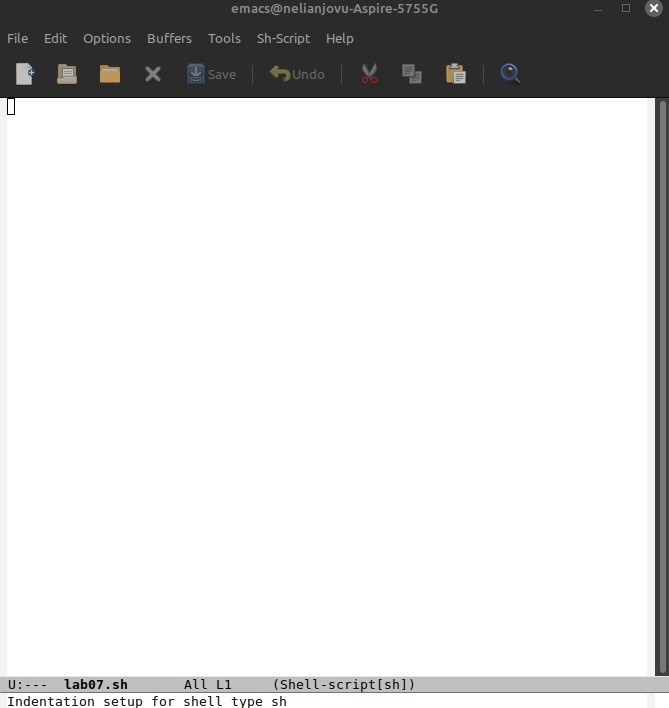 emacs@nelianjovu-Aspire-5755G
File Edit Options Buffers Tools Sh-Script Help
Save Undo
U:--- lab07.sh All L1 (Shell-script[sh])
Indentation setup for shell type sh